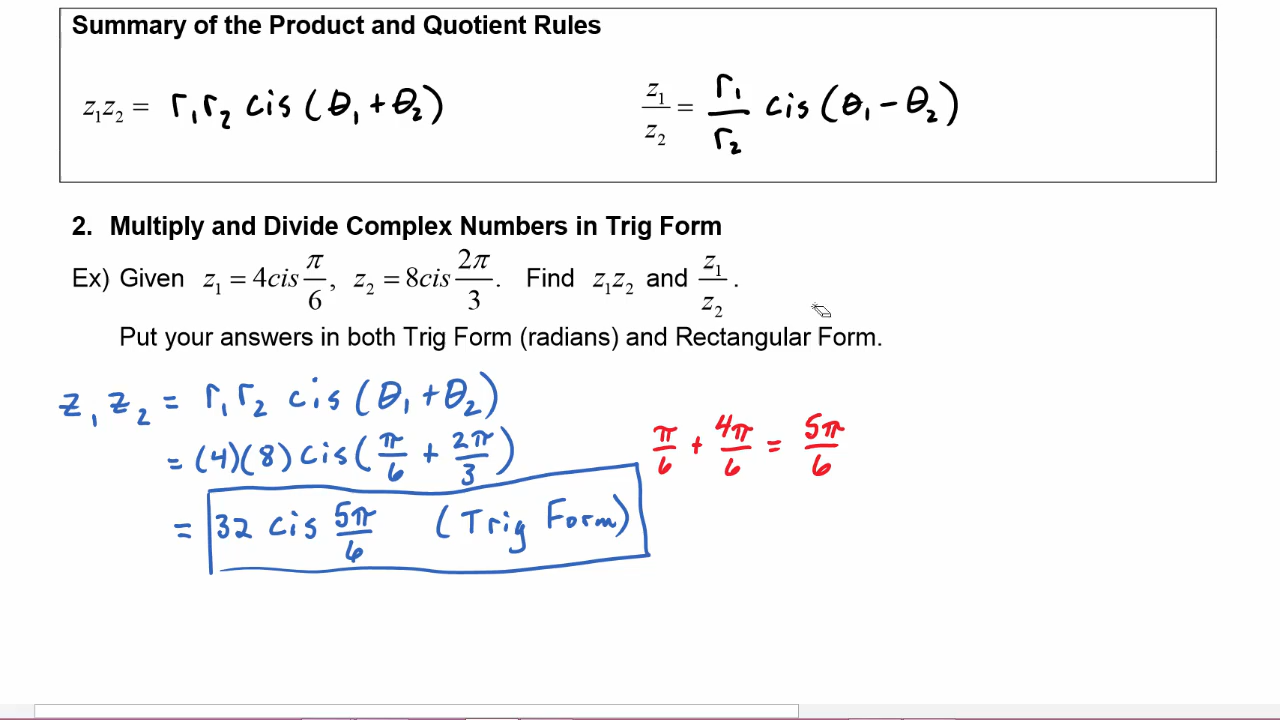 Summary of the Product and Quotient Rules
z₁z₂ = r₁r₂ cis(θ₁+θ₂)
z₁/z₂ = r₁/r₂ cis(θ₁−θ₂)
2. Multiply and Divide Complex Numbers in Trig Form
Ex) Given z₁ = 4cis π/6, z₂ = 8cis 2π/3. Find z₁z₂ and z₁/z₂.
Put your answers in both Trig Form (radians) and Rectangular Form.
z₁z₂ = r₁r₂ cis(θ₁+θ₂)
= (4)(8) cis(π/6 + 2π/3)
π/6 + 4π/6 = 5π/6
= 32 cis 5π/6 (Trig Form)